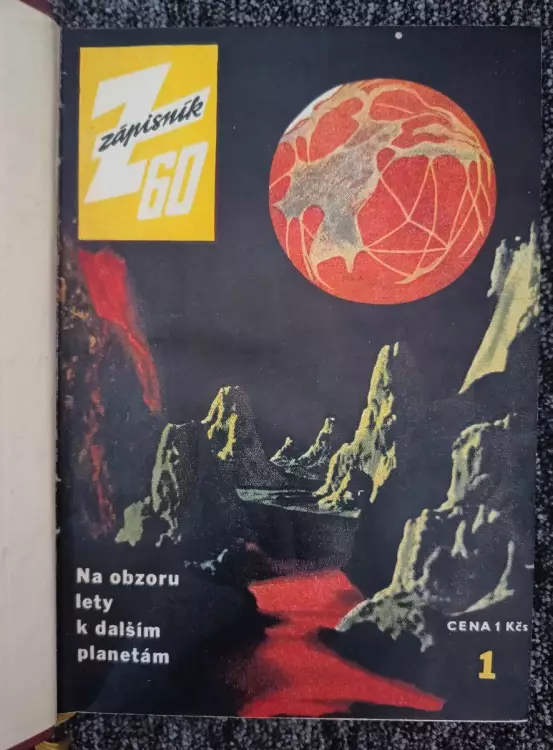 zápisník
Z 60
Na obzoru
lety
k dalším
planetám
CENA 1 Kčs
1